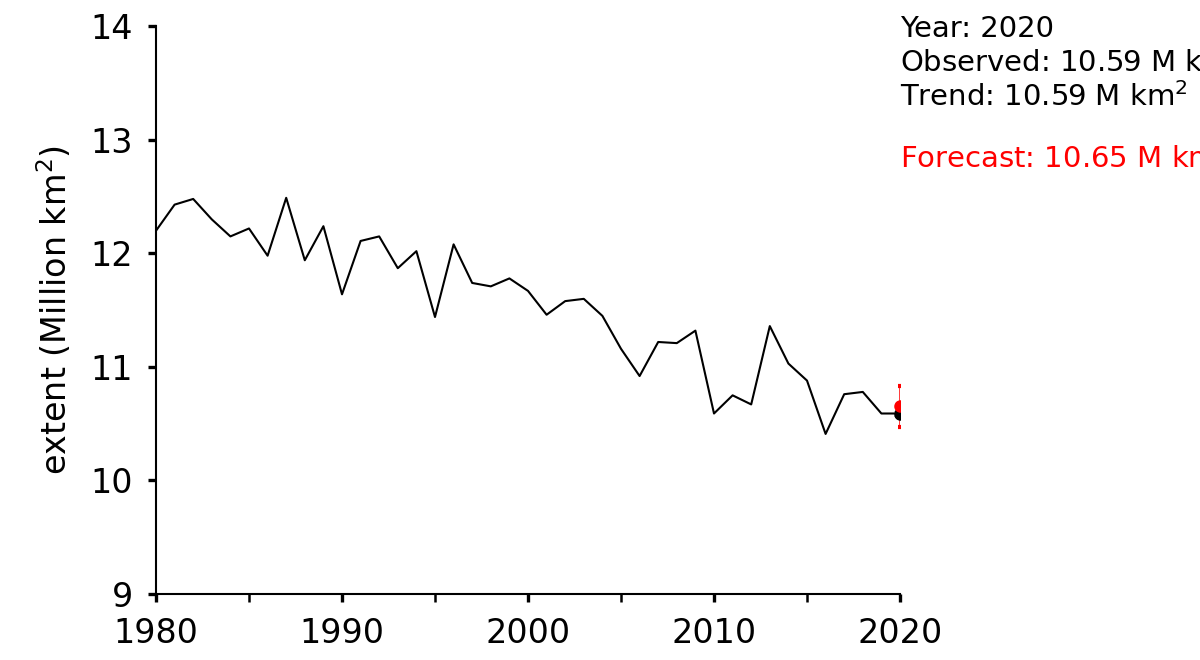 14
Year: 2020
Observed: 10.59 M k
Trend: 10.59 M km²
13
Forecast: 10.65 M
12
extent (Million km²)
11
10
9
1980 1990 2000 2010 2020